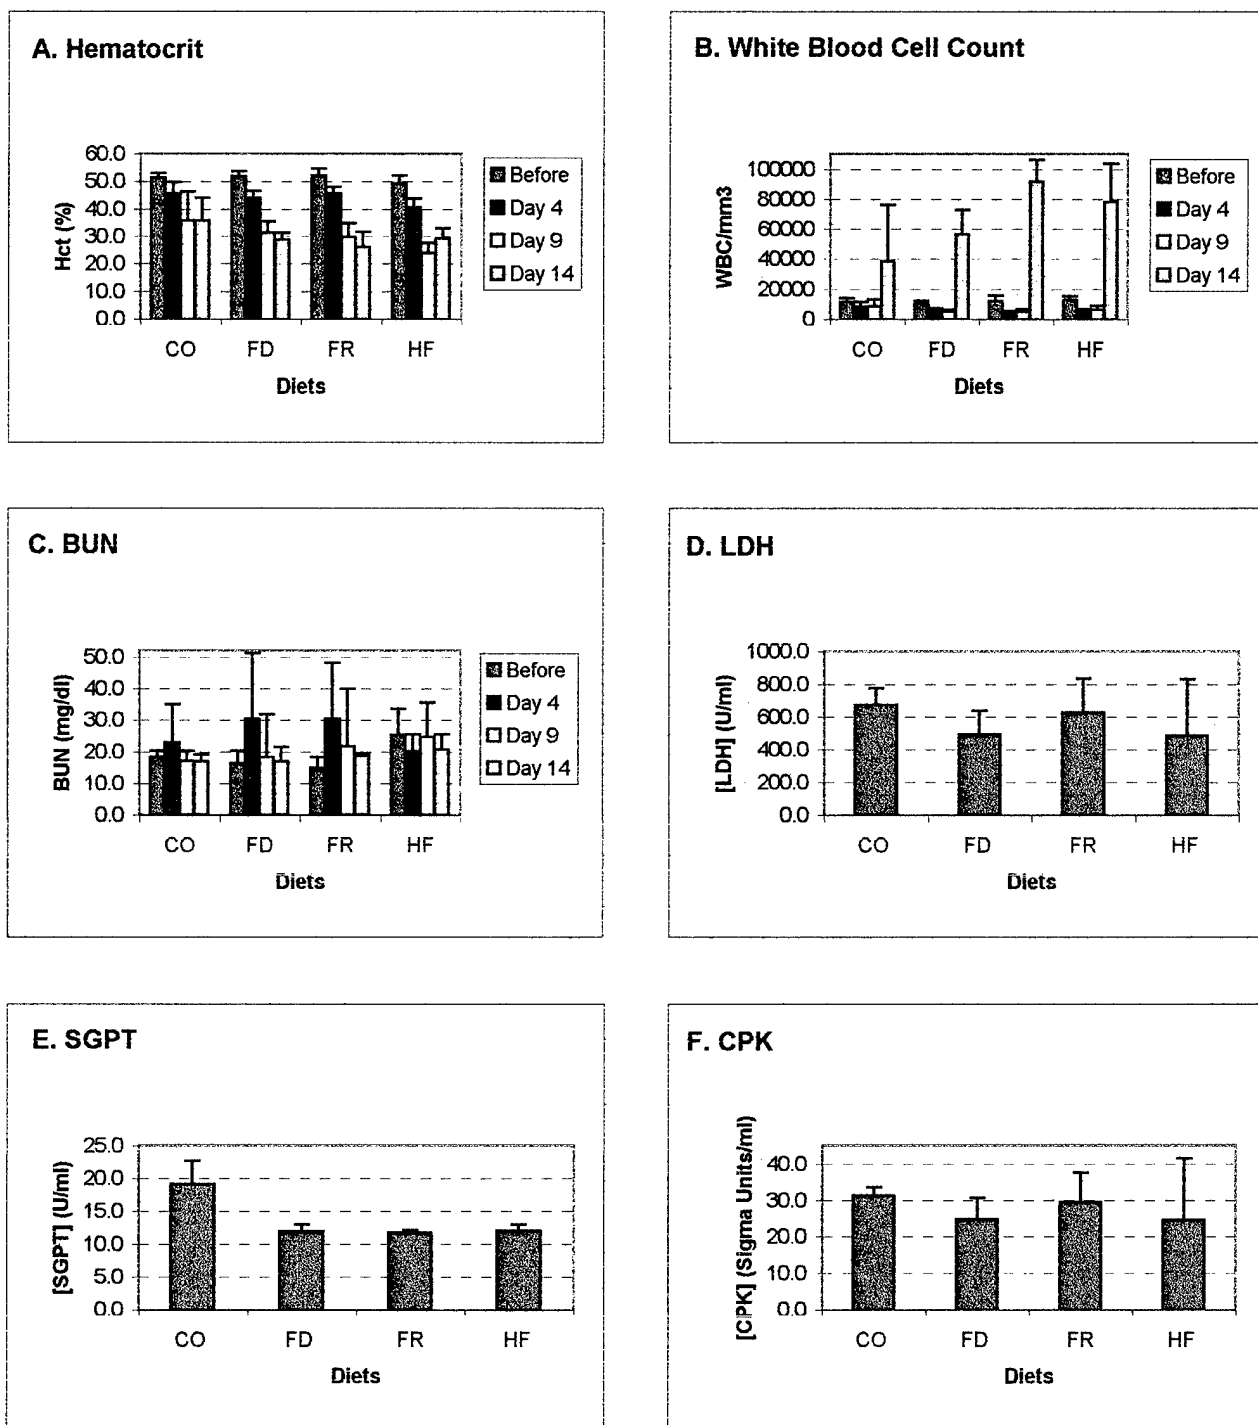 A. Hematocrit
60.0
50.0
40.0
30.0
20.0
10.0
0.0
Hct (%)
CO FD FR HF
Diets
Before
Day 4
Day 9
Day 14
B. White Blood Cell Count
100000
80000
60000
40000
20000
0
WBC/mm3
CO FD FR HF
Diets
Before
Day 4
Day 9
Day 14
C. BUN
50.0
40.0
30.0
20.0
10.0
0.0
BUN (mg/dl)
CO FD FR HF
Diets
Before
Day 4
Day 9
Day 14
D. LDH
1000.0
800.0
600.0
400.0
200.0
0.0
[LDH] (U/ml)
CO FD FR HF
Diets
E. SGPT
25.0
20.0
15.0
10.0
5.0
0.0
[SGPT] (U/ml)
CO FD FR HF
Diets
F. CPK
40.0
30.0
20.0
10.0
0.0
[CPK] (Sigma Units/ml)
CO FD FR HF
Diets